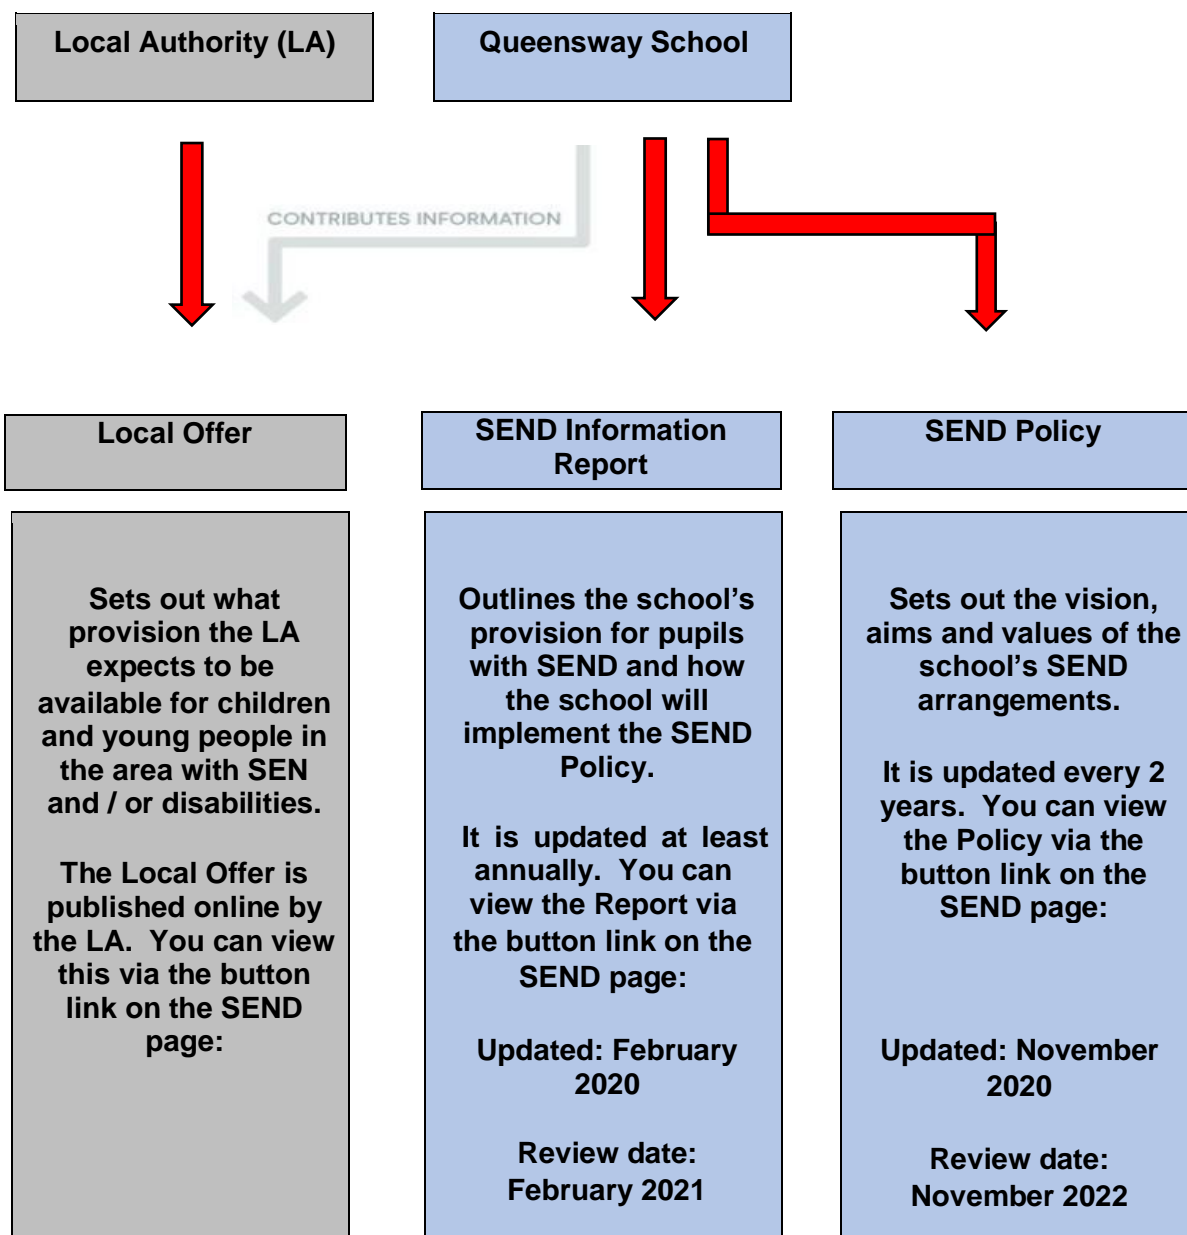 Local Authority (LA)
Queensway School
CONTRIBUTES INFORMATION
Local Offer
SEND Information
Report
SEND Policy
Sets out what
provision the LA
expects to be
available for children
and young people in
the area with SEN
and / or disabilities.
The Local Offer is
published online by
the LA.  You can view
this via the button
link on the SEND
page:
Outlines the school’s
provision for pupils
with SEND and how
the school will
implement the SEND
Policy.
It is updated at least
annually.  You can
view the Report via
the button link on the
SEND page:
Updated: February
2020
Review date:
February 2021
Sets out the vision,
aims and values of the
school’s SEND
arrangements.
It is updated every 2
years.  You can view
the Policy via the
button link on the
SEND page:
Updated: November
2020
Review date:
November 2022